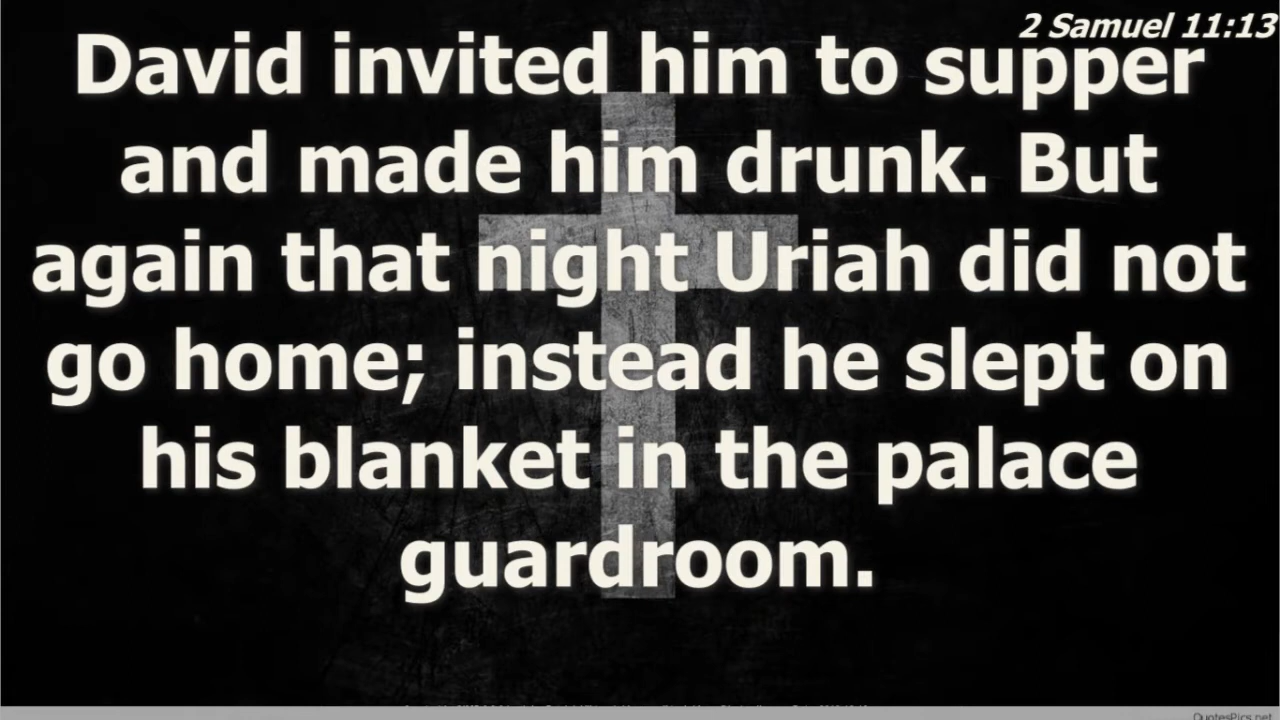 2 Samuel 11:13
David invited him to supper
and made him drunk. But
again that night Uriah did not
go home; instead he slept on
his blanket in the palace
guardroom.
QuotesPics.net